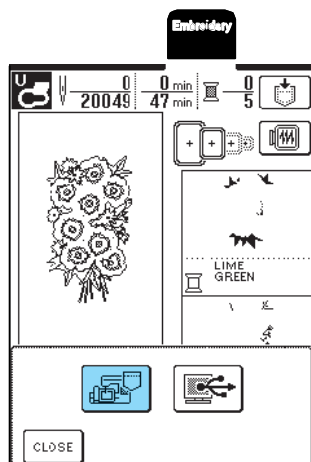 Embroidery
U
0 0 min 0
20049 47 min 5
LIME
GREEN
CLOSE